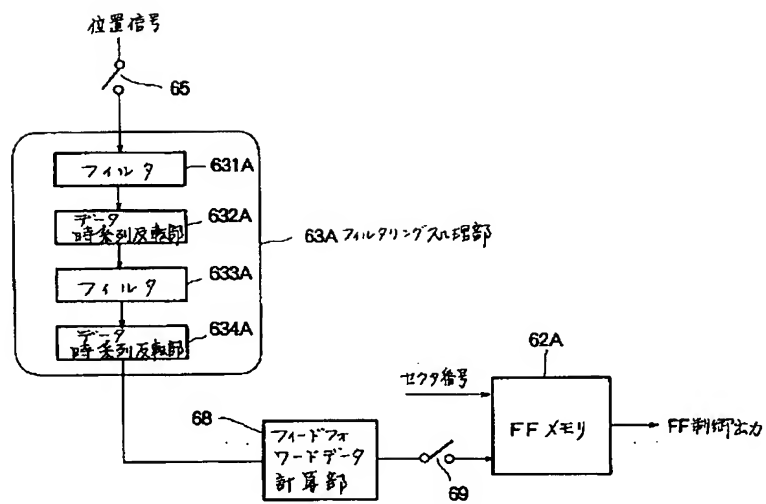 位置信号
65
フィルタ
631A
データ
時系列反転部
632A
63A フィルタリング処理部
フィルタ
633A
データ
時系列反転部
634A
62A
セクタ番号
68
フィードフォ
ワードデータ
計算部
FFメモリ
FF制御出力
69